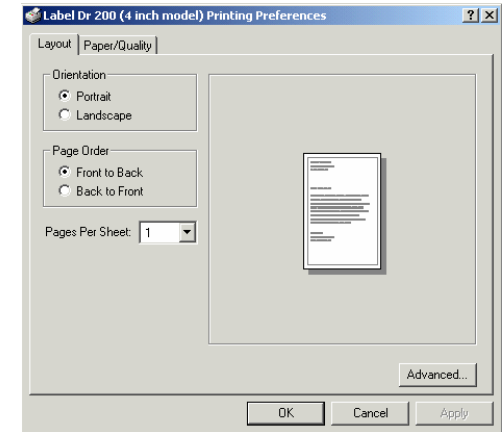 Label Dr 200 (4 inch model) Printing Preferences
Layout Paper/Quality
Orientation
Portrait
Landscape
Page Order
Front to Back
Back to Front
Pages Per Sheet: 1
Advanced...
OK Cancel Apply